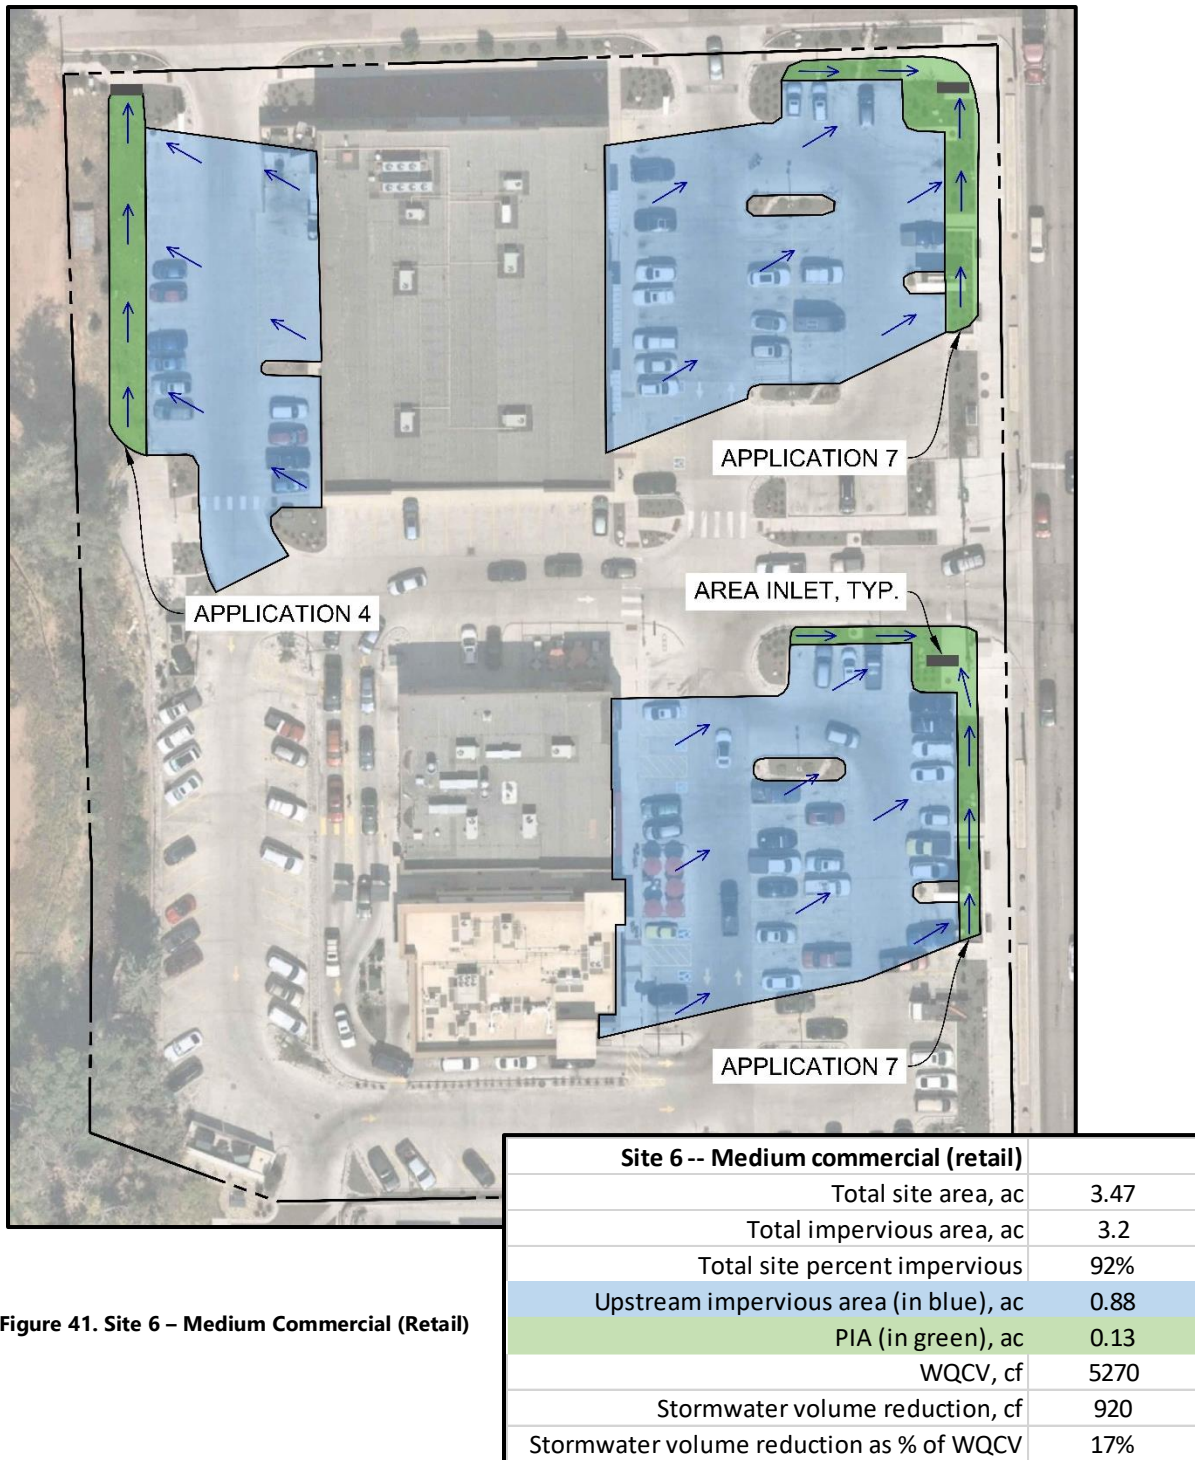 APPLICATION 7
AREA INLET, TYP.
APPLICATION 4
APPLICATION 7
Site 6 -- Medium commercial (retail)
Total site area, ac 3.47
Total impervious area, ac 3.2
Total site percent impervious 92%
Upstream impervious area (in blue), ac 0.88
PIA (in green), ac 0.13
WQCV, cf 5270
Stormwater volume reduction, cf 920
Stormwater volume reduction as % of WQCV 17%
Figure 41. Site 6 – Medium Commercial (Retail)